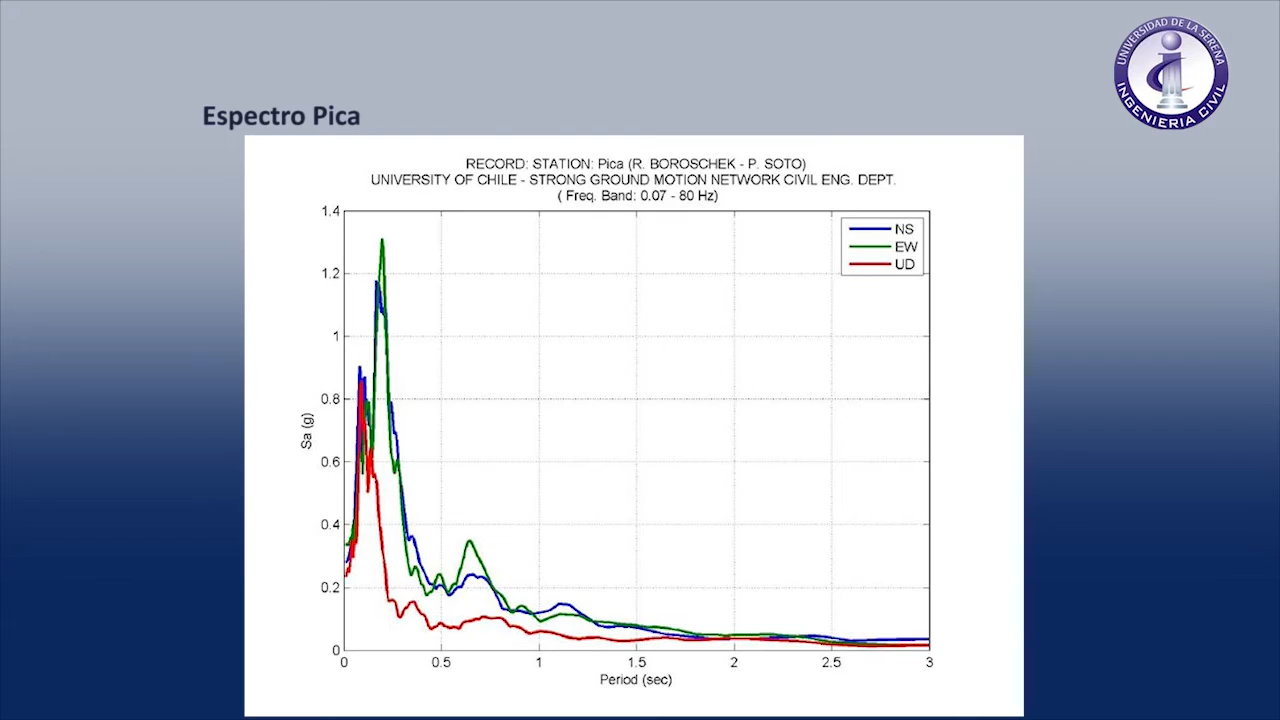 UNIVERSIDAD DE LA SERENA
INGENIERIA CIVIL
Espectro Pica
RECORD: STATION: Pica (R. BOROSCHEK - P. SOTO)
UNIVERSITY OF CHILE - STRONG GROUND MOTION NETWORK CIVIL ENG. DEPT.
( Freq. Band: 0.07 - 80 Hz)
NS
EW
UD
1.4
1.2
1
0.8
0.6
0.4
0.2
0
Sa (g)
0 0.5 1 1.5 2 2.5 3
Period (sec)